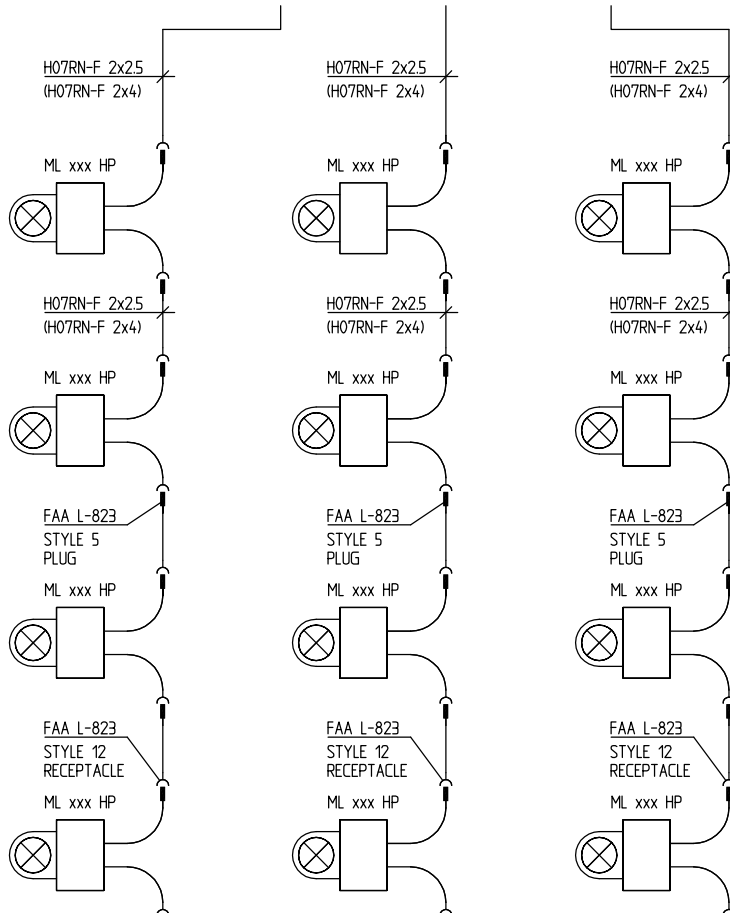 H07RN-F 2x2.5
(H07RN-F 2x4)
H07RN-F 2x2.5
(H07RN-F 2x4)
H07RN-F 2x2.5
(H07RN-F 2x4)
ML xxx HP
ML xxx HP
ML xxx HP
H07RN-F 2x2.5
(H07RN-F 2x4)
H07RN-F 2x2.5
(H07RN-F 2x4)
H07RN-F 2x2.5
(H07RN-F 2x4)
ML xxx HP
ML xxx HP
ML xxx HP
FAA L-823
STYLE 5
PLUG
FAA L-823
STYLE 5
PLUG
FAA L-823
STYLE 5
PLUG
ML xxx HP
ML xxx HP
ML xxx HP
FAA L-823
STYLE 12
RECEPTACLE
FAA L-823
STYLE 12
RECEPTACLE
FAA L-823
STYLE 12
RECEPTACLE
ML xxx HP
ML xxx HP
ML xxx HP